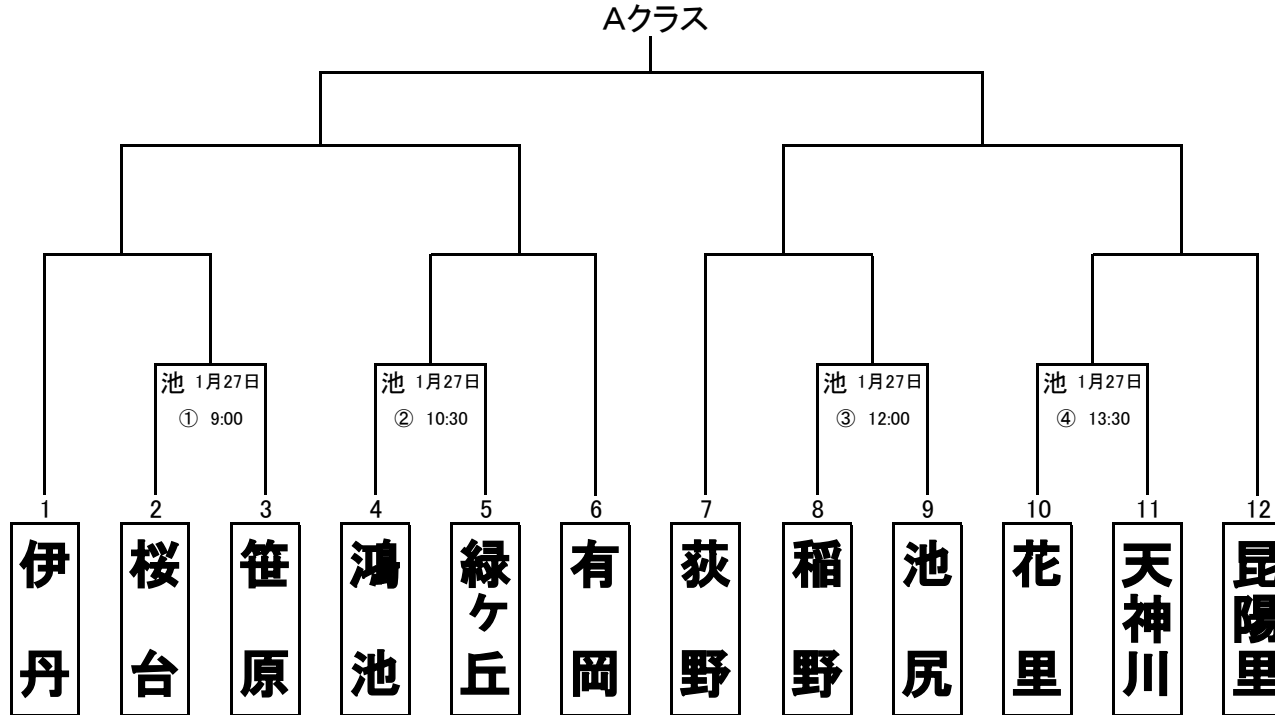 Aクラス
池 1月27日
① 9:00
池 1月27日
② 10:30
池 1月27日
③ 12:00
池 1月27日
④ 13:30
1
2
3
4
5
6
7
8
9
10
11
12
伊丹
桜台
笹原
鴻池
緑ヶ丘
有岡
荻野
稲野
池尻
花里
天神川
昆陽里